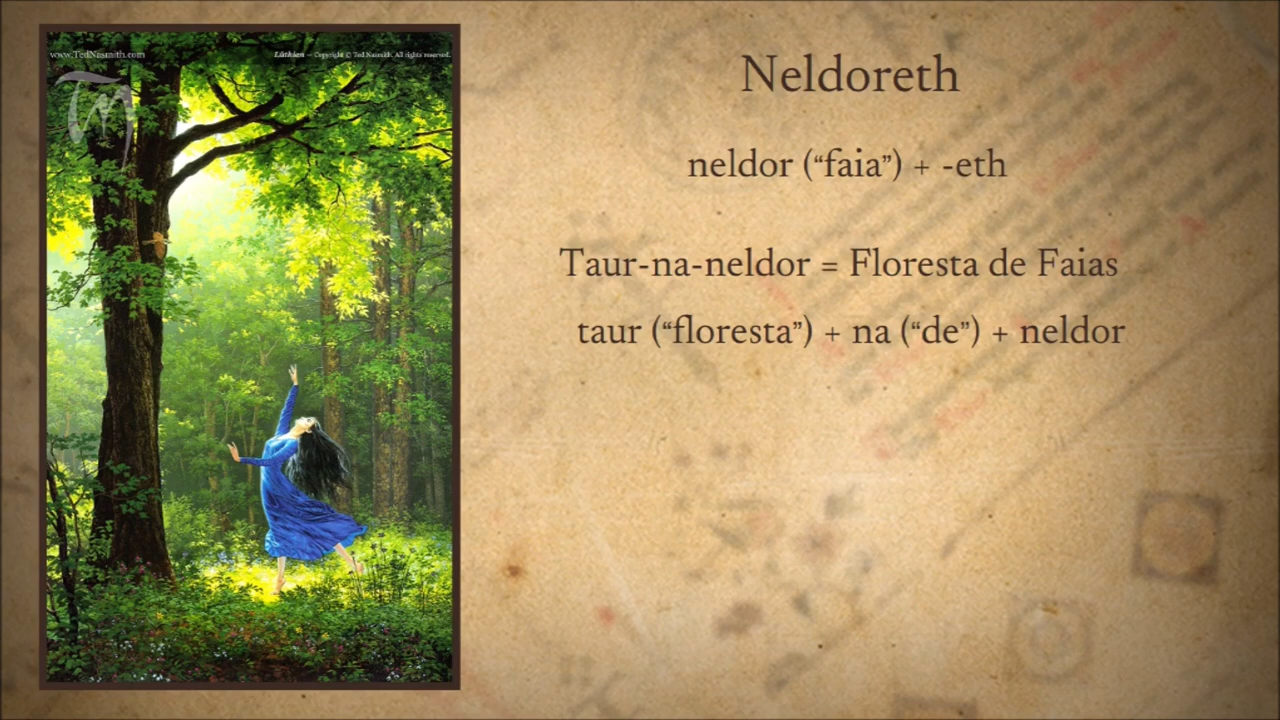 www.TedNasmith.com
Lúthien – Copyright © Ted Nasmith. All rights reserved.
Neldoreth
neldor (“faia”) + -eth
Taur-na-neldor = Floresta de Faias
taur (“floresta”) + na (“de”) + neldor